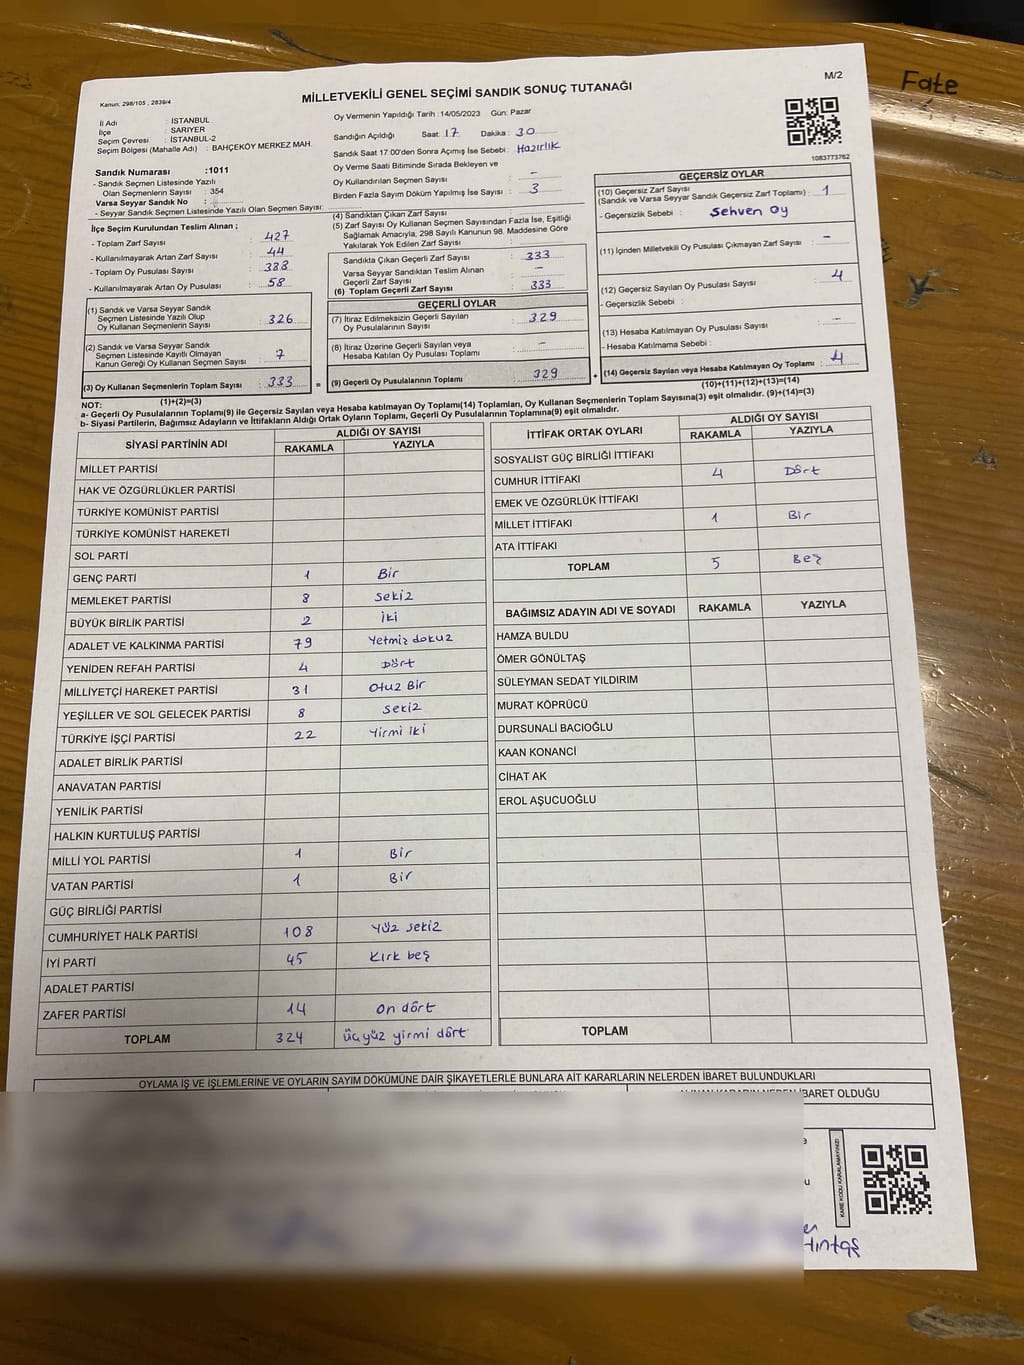 Fate
M/2
Kanun: 298/105 , 2839/4
MİLLETVEKİLİ GENEL SEÇİMİ SANDIK SONUÇ TUTANAĞI
İl Adı : İSTANBUL
İlçe : SARIYER
Seçim Çevresi : İSTANBUL-2
Seçim Bölgesi (Mahalle Adı) : BAHÇEKÖY MERKEZ MAH.
Sandık Numarası :1011
- Sandık Seçmen Listesinde Yazılı
Olan Seçmenlerin Sayısı : 354
Varsa Seyyar Sandık No :
- Seyyar Sandık Seçmen Listesinde Yazılı Olan Seçmen Sayısı:
İlçe Seçim Kurulundan Teslim Alınan ;
- Toplam Zarf Sayısı : 427
- Kullanılmayarak Artan Zarf Sayısı : 44
- Toplam Oy Pusulası Sayısı : 388
- Kullanılmayarak Artan Oy Pusulası : 58
(1) Sandık ve Varsa Seyyar Sandık
Seçmen Listesinde Yazılı Olup
Oy Kullanan Seçmenlerin Sayısı : 326
(2) Sandık ve Varsa Seyyar Sandık
Seçmen Listesinde Kayıtlı Olmayan
Kanun Gereği Oy Kullanan Seçmen Sayısı : 7
(3) Oy Kullanan Seçmenlerin Toplam Sayısı : 333
(1)+(2)=(3)
Oy Vermenin Yapıldığı Tarih :14/05/2023 Gün: Pazar
Sandığın Açıldığı Saat: 17 Dakika : 30
Sandık Saat 17:00'den Sonra Açımış İse Sebebi : Hazırlık
Oy Verme Saati Bitiminde Sırada Bekleyen ve
Oy Kullandırılan Seçmen Sayısı : -
Birden Fazla Sayım Döküm Yapılmış İse Sayısı : 3
(4) Sandıktan Çıkan Zarf Sayısı :
(5) Zarf Sayısı Oy Kullanan Seçmen Sayısından Fazla İse, Eşitliği
Sağlamak Amacıyla, 298 Sayılı Kanunun 98. Maddesine Göre
Yakılarak Yok Edilen Zarf Sayısı :
Sandıkta Çıkan Geçerli Zarf Sayısı : 333
Varsa Seyyar Sandıktan Teslim Alınan
Geçerli Zarf Sayısı : -
(6) Toplam Geçerli Zarf Sayısı : 333
GEÇERLİ OYLAR
(7) İtiraz Edilmeksizin Geçerli Sayılan
Oy Pusulalarının Sayısı : 329
(8) İtiraz Üzerine Geçerli Sayılan veya
Hesaba Katılan Oy Pusulası Toplamı : -
= (9) Geçerli Oy Pusulalarının Toplamı : 329
1083773762
GEÇERSİZ OYLAR
(10) Geçersiz Zarf Sayısı : 1
(Sandık ve Varsa Seyyar Sandık Geçersiz Zarf Toplamı)
- Geçersizlik Sebebi : Sehven oy
(11) İçinden Milletvekili Oy Pusulası Çıkmayan Zarf Sayısı : -
(12) Geçersiz Sayılan Oy Pusulası Sayısı : 4
- Geçersizlik Sebebi :
(13) Hesaba Katılmayan Oy Pusulası Sayısı : -
- Hesaba Katılmama Sebebi :
+ (14) Geçersiz Sayılan veya Hesaba Katılmayan Oy Toplamı : 4
(10)+(11)+(12)+(13)=(14)
NOT:
a- Geçerli Oy Pusulalarının Toplamı(9) ile Geçersiz Sayılan veya Hesaba katılmayan Oy Toplamı(14) Toplamları, Oy Kullanan Seçmenlerin Toplam Sayısına(3) eşit olmalıdır. (9)+(14)=(3)
b- Siyasi Partilerin, Bağımsız Adayların ve İttifakların Aldığı Ortak Oyların Toplamı, Geçerli Oy Pusulalarının Toplamına(9) eşit olmalıdır.
SİYASİ PARTİNİN ADI ALDIĞI OY SAYISI
RAKAMLA YAZIYLA
MİLLET PARTİSİ
HAK VE ÖZGÜRLÜKLER PARTİSİ
TÜRKİYE KOMÜNİST PARTİSİ
TÜRKİYE KOMÜNİST HAREKETİ
SOL PARTİ
GENÇ PARTİ 1 Bir
MEMLEKET PARTİSİ 8 sekiz
BÜYÜK BİRLİK PARTİSİ 2 iki
ADALET VE KALKINMA PARTİSİ 79 Yetmiz dokuz
YENİDEN REFAH PARTİSİ 4 Dört
MİLLİYETÇİ HAREKET PARTİSİ 31 Otuz Bir
YEŞİLLER VE SOL GELECEK PARTİSİ 8 sekiz
TÜRKİYE İŞÇİ PARTİSİ 22 Yirmi iki
ADALET BİRLİK PARTİSİ
ANAVATAN PARTİSİ
YENİLİK PARTİSİ
HALKIN KURTULUŞ PARTİSİ
MİLLİ YOL PARTİSİ 1 Bir
VATAN PARTİSİ 1 Bir
GÜÇ BİRLİĞİ PARTİSİ
CUMHURİYET HALK PARTİSİ 108 Yüz sekiz
İYİ PARTİ 45 Kırk beş
ADALET PARTİSİ
ZAFER PARTİSİ 14 on dört
TOPLAM 324 üçyüz yirmi dört
İTTİFAK ORTAK OYLARI ALDIĞI OY SAYISI
RAKAMLA YAZIYLA
SOSYALİST GÜÇ BİRLİĞİ İTTİFAKI
CUMHUR İTTİFAKI 4 Dört
EMEK VE ÖZGÜRLÜK İTTİFAKI
MİLLET İTTİFAKI 1 Bir
ATA İTTİFAKI
TOPLAM 5 Beş
BAĞIMSIZ ADAYIN ADI VE SOYADI RAKAMLA YAZIYLA
HAMZA BULDU
ÖMER GÖNÜLTAŞ
SÜLEYMAN SEDAT YILDIRIM
MURAT KÖPRÜCÜ
DURSUNALİ BACIOĞLU
KAAN KONANCİ
CİHAT AK
EROL AŞUCUOĞLU
TOPLAM
OYLAMA İŞ VE İŞLEMLERİNE VE OYLARIN SAYIM DÖKÜMÜNE DAİR ŞİKAYETLERLE BUNLARA AİT KARARLARIN NELERDEN İBARET BULUNDUKLARI
İBARET OLDUĞU
KARE KODU KARALAMAYINIZ!